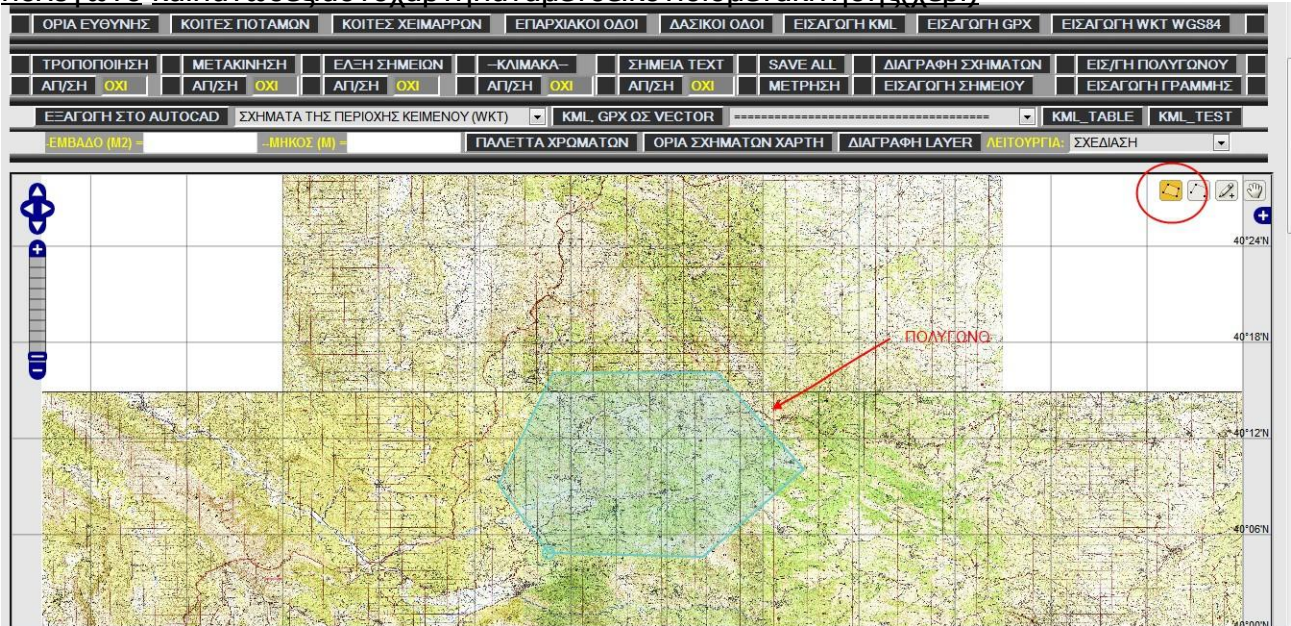 ΟΡΙΑ ΕΥΘΥΝΗΣ ΚΟΙΤΕΣ ΠΟΤΑΜΩΝ ΚΟΙΤΕΣ ΧΕΙΜΑΡΡΩΝ ΕΠΑΡΧΙΑΚΟΙ ΟΔΟΙ ΔΑΣΙΚΟΙ ΟΔΟΙ ΕΙΣΑΓΩΓΗ KML ΕΙΣΑΓΩΓΗ GPX ΕΙΣΑΓΩΓΗ WKT WGS84
ΤΡΟΠΟΠΟΙΗΣΗ ΜΕΤΑΚΙΝΗΣΗ ΕΛΞΗ ΣΗΜΕΙΩΝ --ΚΛΙΜΑΚΑ-- ΣΗΜΕΙΑ TEXT SAVE ALL ΔΙΑΓΡΑΦΗ ΣΧΗΜΑΤΩΝ ΕΙΣ/ΓΗ ΠΟΛΥΓΩΝΟΥ
ΑΠ/ΣΗ ΟΧΙ ΑΠ/ΣΗ ΟΧΙ ΑΠ/ΣΗ ΟΧΙ ΑΠ/ΣΗ ΟΧΙ ΑΠ/ΣΗ ΟΧΙ ΜΕΤΡΗΣΗ ΕΙΣΑΓΩΓΗ ΣΗΜΕΙΟΥ ΕΙΣΑΓΩΓΗ ΓΡΑΜΜΗΣ
ΕΞΑΓΩΓΗ ΣΤΟ AUTOCAD ΣΧΗΜΑΤΑ ΤΗΣ ΠΕΡΙΟΧΗΣ ΚΕΙΜΕΝΟΥ (WKT) KML, GPX ΩΣ VECTOR ====================================== KML_TABLE KML_TEST
-ΕΜΒΑΔΟ (Μ2) = --ΜΗΚΟΣ (Μ) = ΠΑΛΕΤΤΑ ΧΡΩΜΑΤΩΝ ΟΡΙΑ ΣΧΗΜΑΤΩΝ ΧΑΡΤΗ ΔΙΑΓΡΑΦΗ LAYER ΛΕΙΤΟΥΡΓΙΑ: ΣΧΕΔΙΑΣΗ
40°24'N
ΠΟΛΥΓΩΝΟ
40°18'N
40°12'N
40°06'N
40°00'N